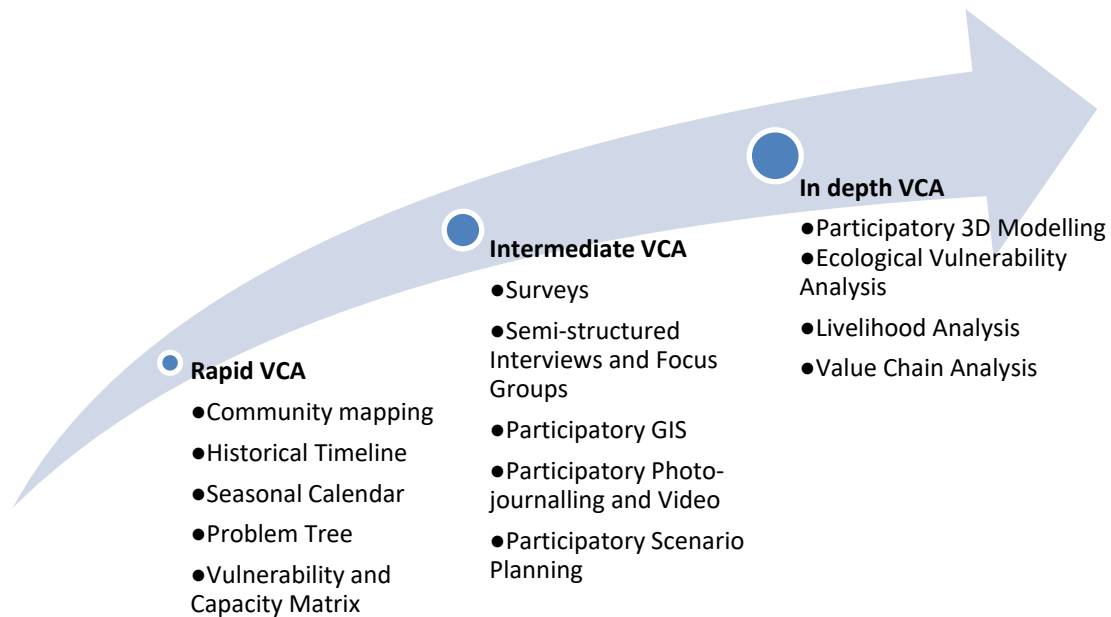 Rapid VCA
●Community mapping
●Historical Timeline
●Seasonal Calendar
●Problem Tree
●Vulnerability and
Capacity Matrix
Intermediate VCA
●Surveys
●Semi-structured
Interviews and Focus
Groups
●Participatory GIS
●Participatory Photo-
journalling and Video
●Participatory Scenario
Planning
In depth VCA
●Participatory 3D Modelling
●Ecological Vulnerability
Analysis
●Livelihood Analysis
●Value Chain Analysis